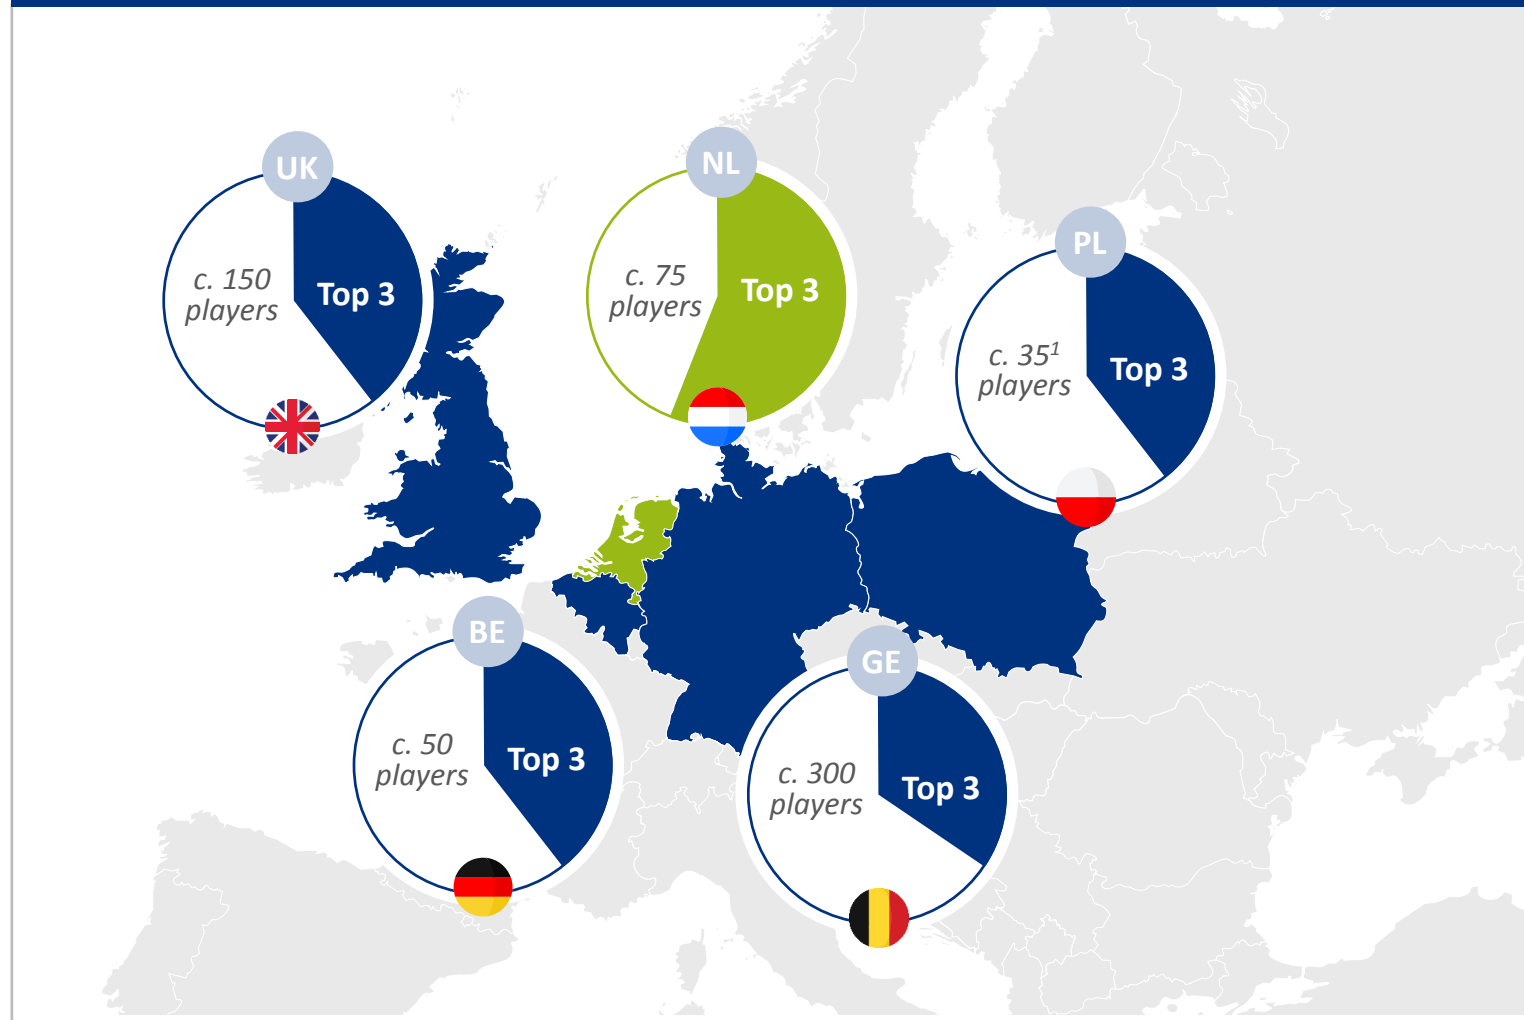 UK
c. 150
players
Top 3
NL
c. 75
players
Top 3
PL
c. 35¹
players
Top 3
BE
c. 50
players
Top 3
GE
c. 300
players
Top 3